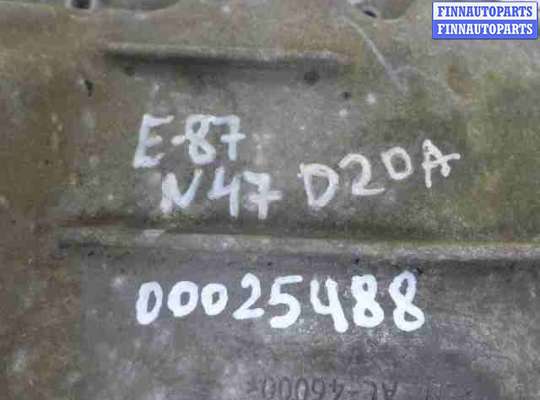 FINNAUTOPARTS
FINNAUTOPARTS
E-87
N47 D20A
00025488